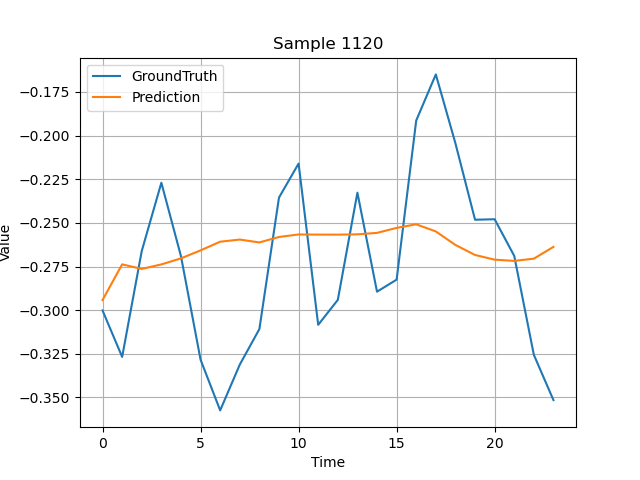 Sample 1120
GroundTruth
Prediction
−0.175
−0.200
−0.225
−0.250
−0.275
−0.300
−0.325
−0.350
Value
0 5 10 15 20
Time